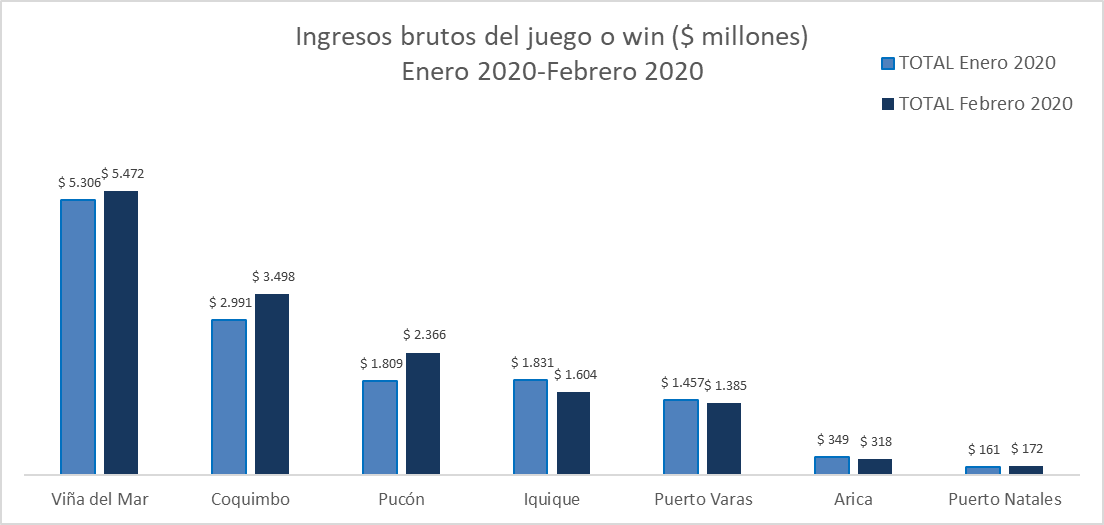 Ingresos brutos del juego o win ($ millones)
Enero 2020-Febrero 2020
TOTAL Enero 2020
TOTAL Febrero 2020
$ 5.306
$ 5.472
$ 2.991
$ 3.498
$ 1.809
$ 2.366
$ 1.831
$ 1.604
$ 1.457
$ 1.385
$ 349
$ 318
$ 161
$ 172
Viña del Mar
Coquimbo
Pucón
Iquique
Puerto Varas
Arica
Puerto Natales